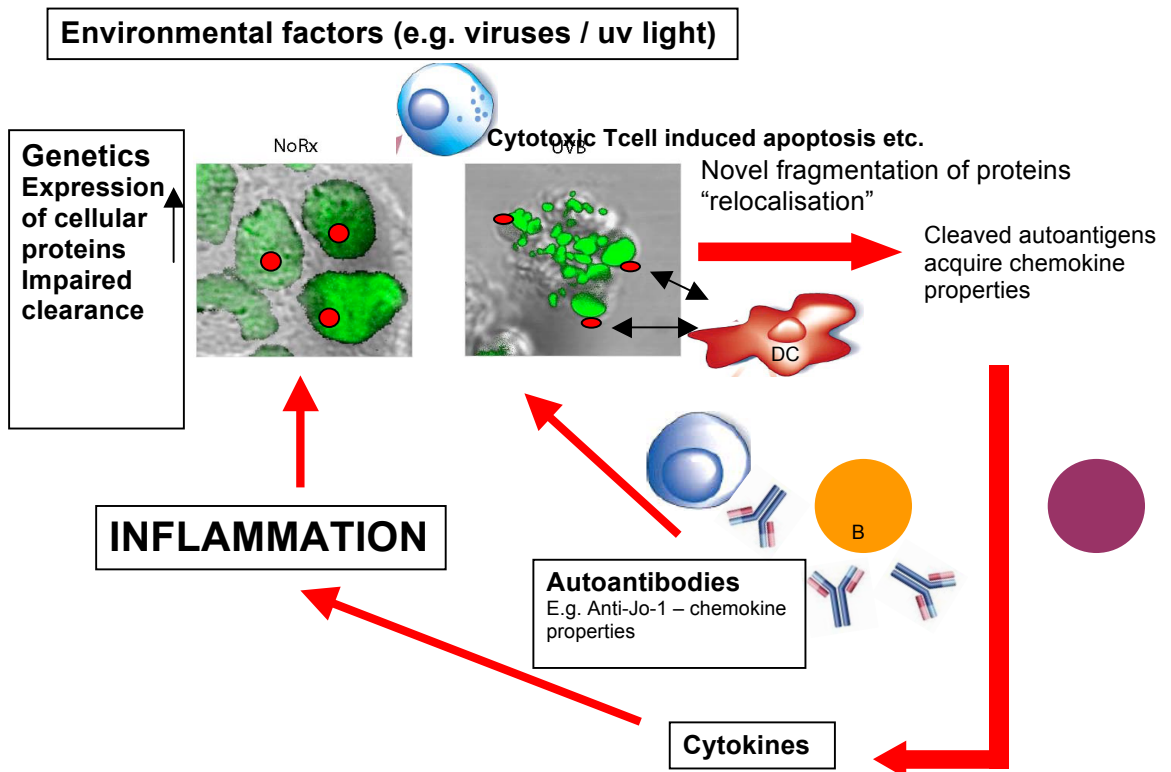 Environmental factors (e.g. viruses / uv light)
Genetics
Expression
of cellular
proteins
Impaired
clearance
NoRx
Cytotoxic Tcell induced apoptosis etc.
UVB
Novel fragmentation of proteins
“relocalisation”
Cleaved autoantigens
acquire chemokine
properties
DC
B
INFLAMMATION
Autoantibodies
E.g. Anti-Jo-1 – chemokine
properties
Cytokines